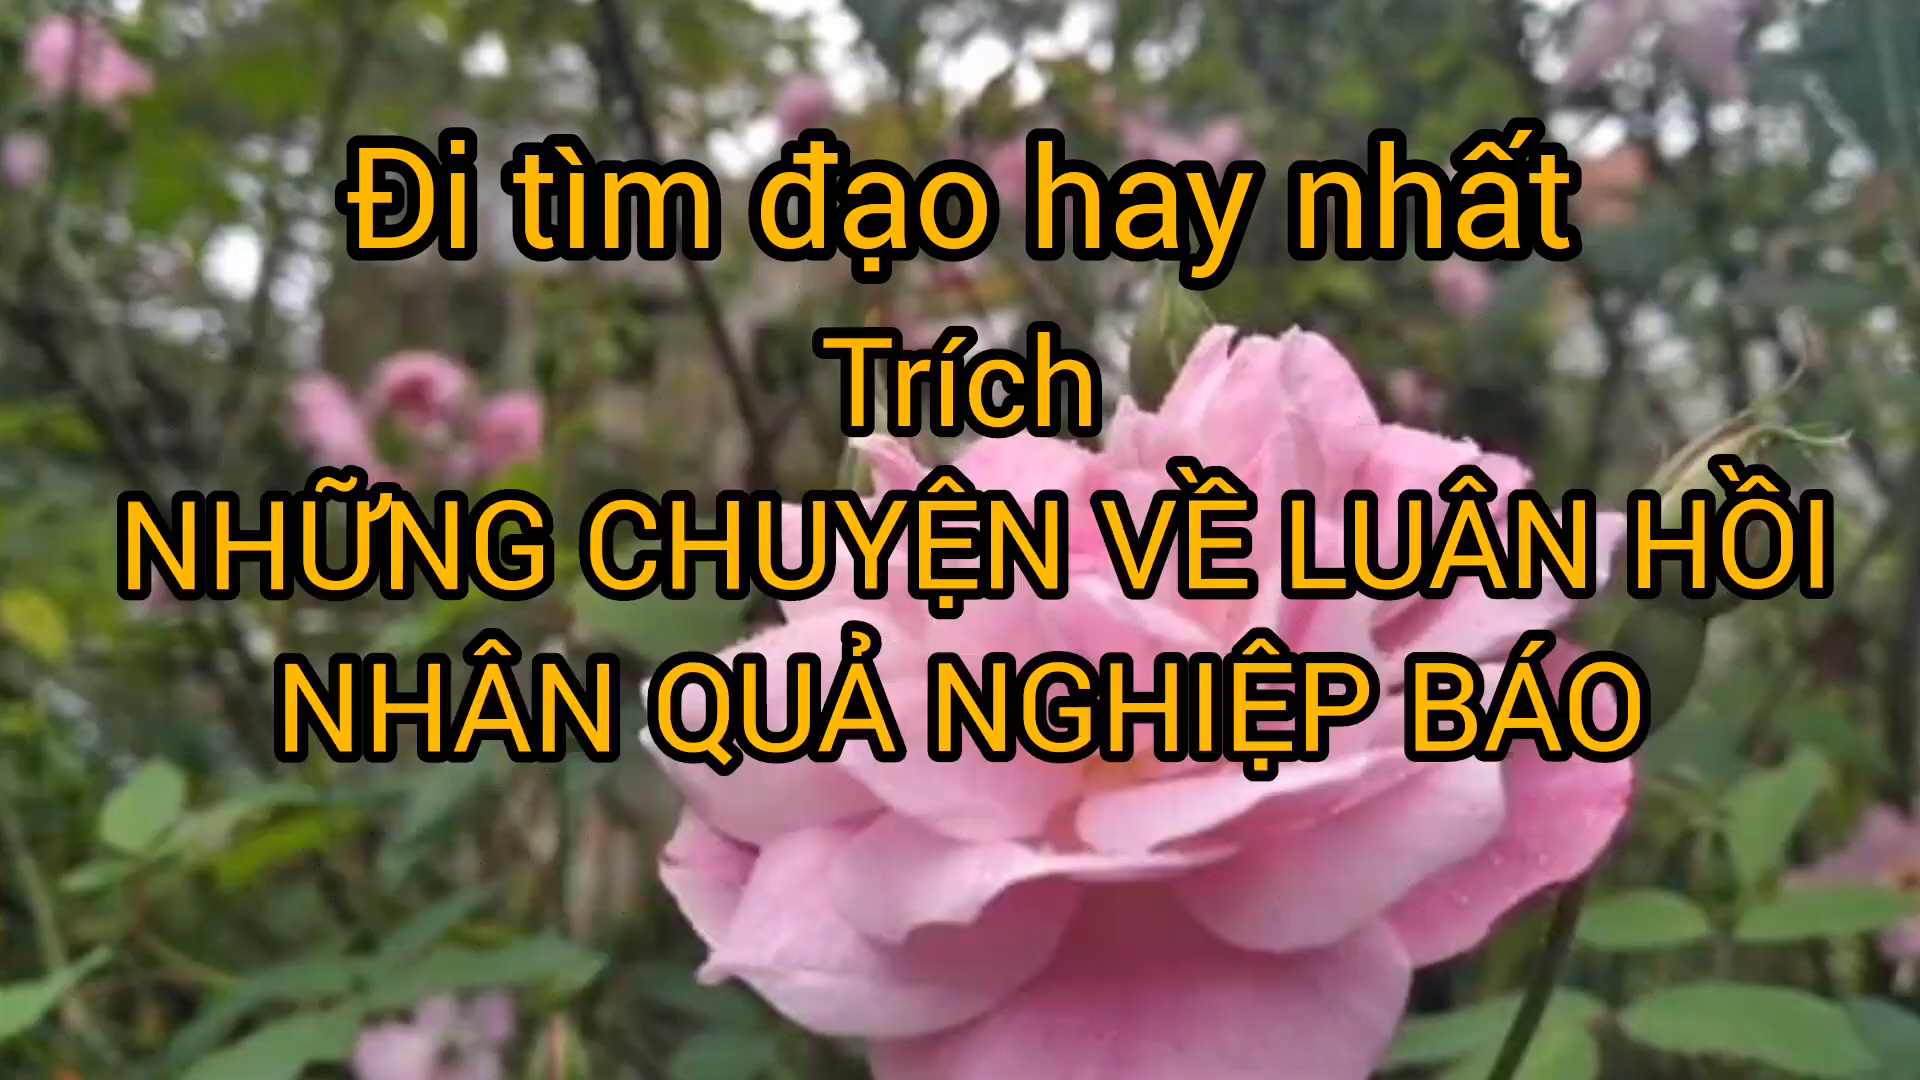 Đi tìm đạo hay nhất
Trích
NHỮNG CHUYỆN VỀ LUÂN HỒI
NHÂN QUẢ NGHIỆP BÁO